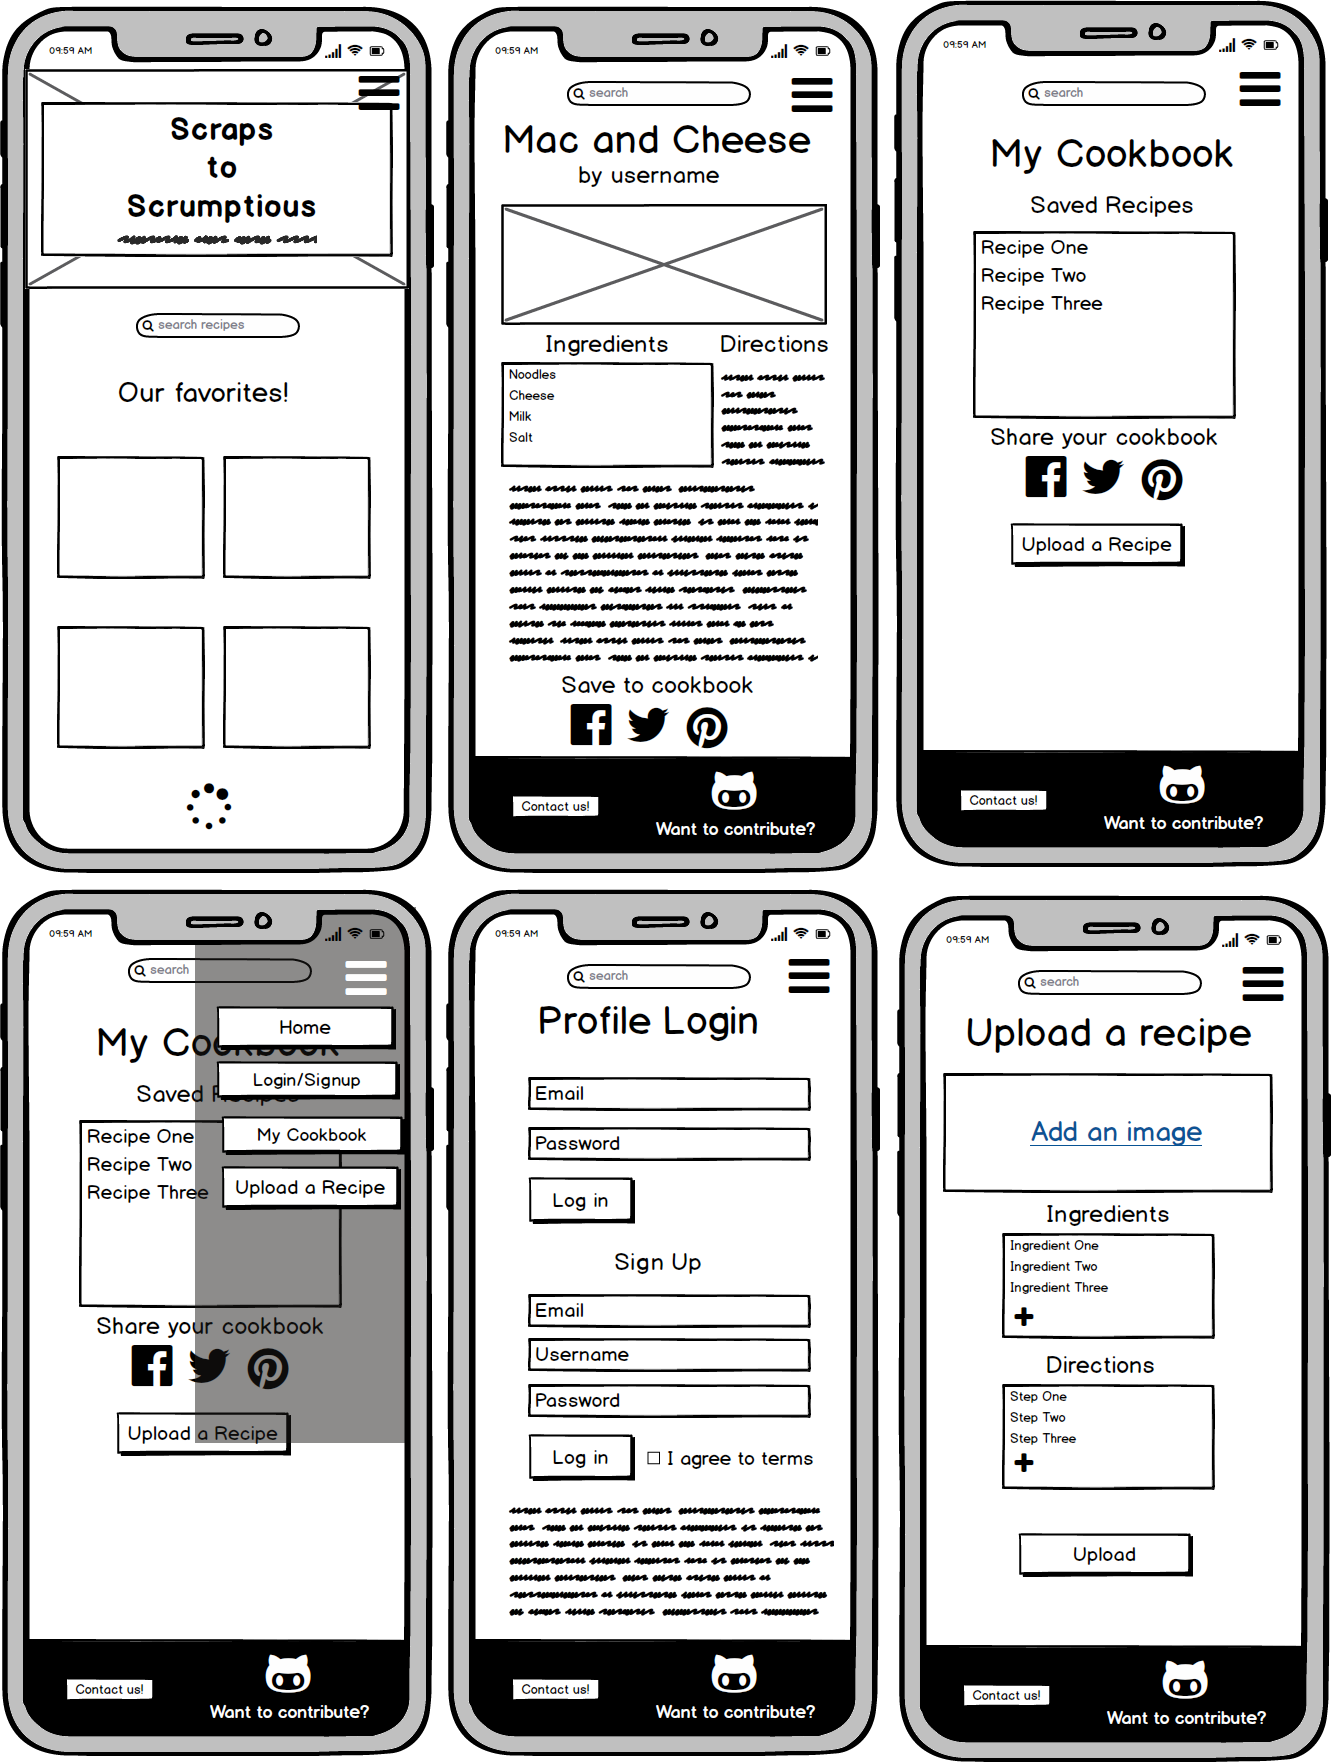 09:59 AM
Scraps
to
Scrumptious
search recipes
Our favorites!
09:59 AM
search
Mac and Cheese
by username
Ingredients
Directions
Noodles
Cheese
Milk
Salt
Save to cookbook
Contact us!
Want to contribute?
09:59 AM
search
My Cookbook
Saved Recipes
Recipe One
Recipe Two
Recipe Three
Share your cookbook
Upload a Recipe
Contact us!
Want to contribute?
09:59 AM
search
Home
My Cookbook
Login/Signup
Saved Recipes
My Cookbook
Recipe One
Recipe Two
Upload a Recipe
Recipe Three
Share your cookbook
Upload a Recipe
Contact us!
Want to contribute?
09:59 AM
search
Profile Login
Email
Password
Log in
Sign Up
Email
Username
Password
Log in
I agree to terms
Contact us!
Want to contribute?
09:59 AM
search
Upload a recipe
Add an image
Ingredients
Ingredient One
Ingredient Two
Ingredient Three
Directions
Step One
Step Two
Step Three
Upload
Contact us!
Want to contribute?